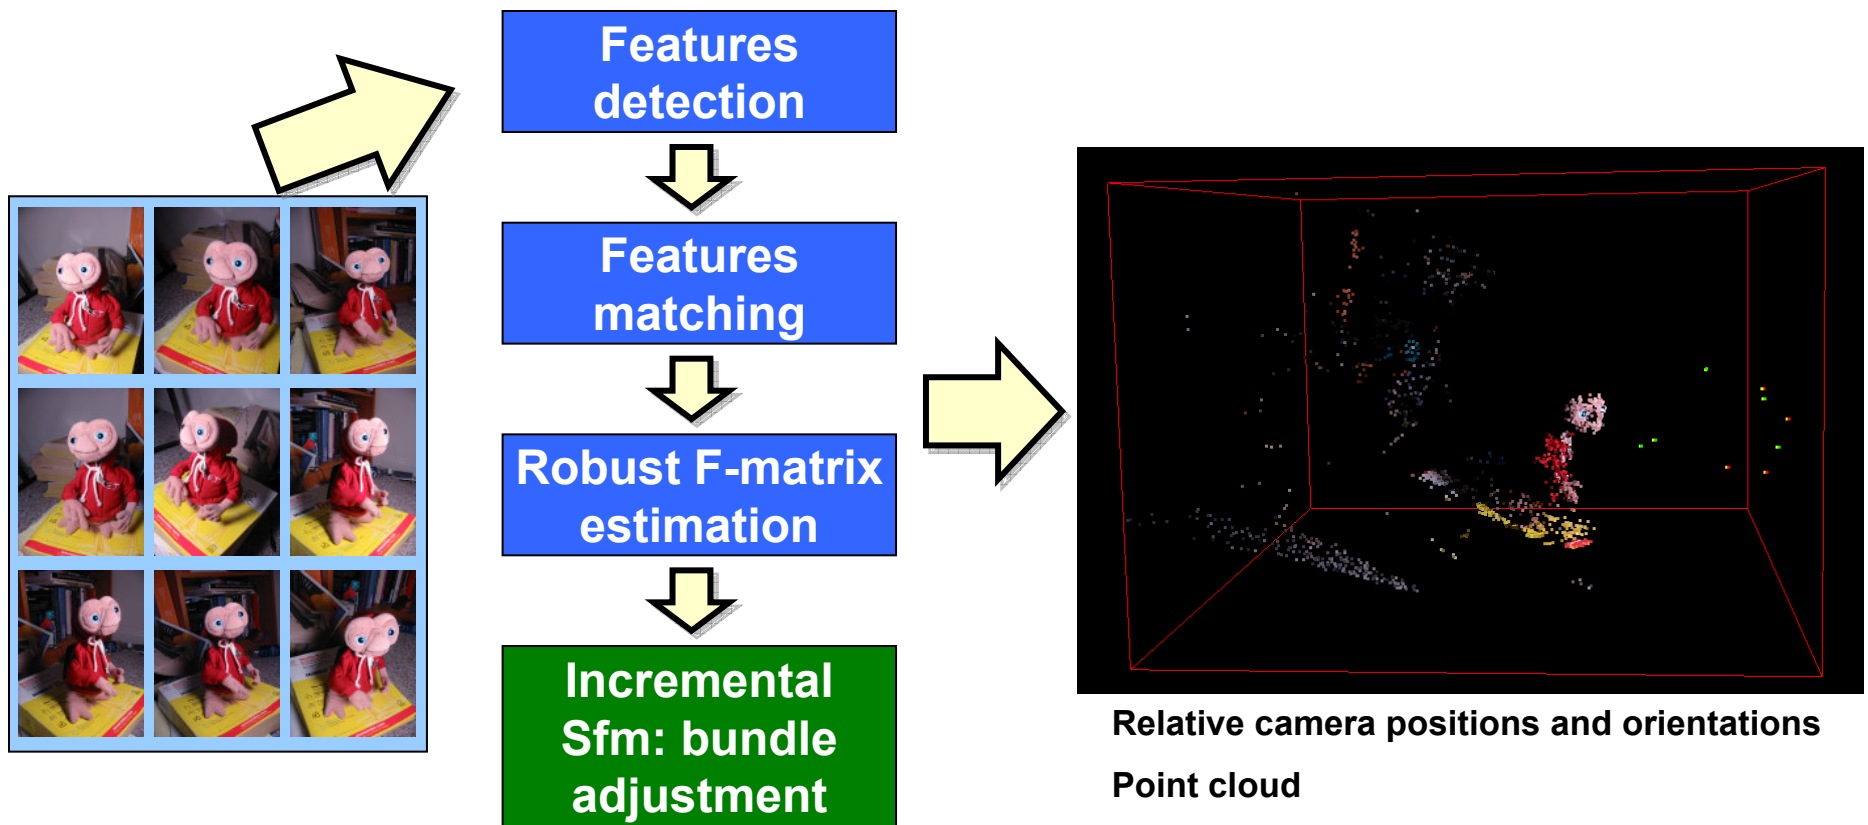 Features
detection
Features
matching
Robust F-matrix
estimation
Incremental
Sfm: bundle
adjustment
Relative camera positions and orientations
Point cloud